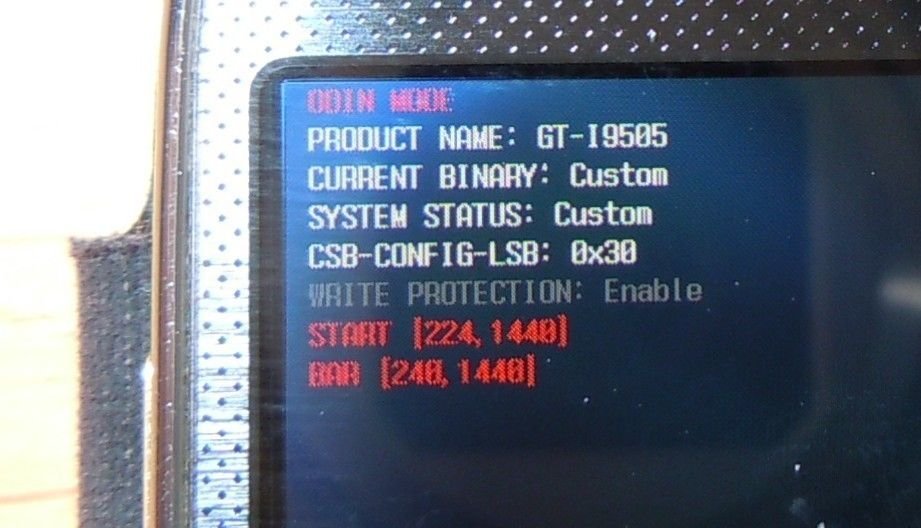 ODIN MODE
PRODUCT NAME: GT-I9505
CURRENT BINARY: Custom
SYSTEM STATUS: Custom
CSB-CONFIG-LSB: 0x30
WRITE PROTECTION: Enable
START [224,1440]
BAR [240,1440]